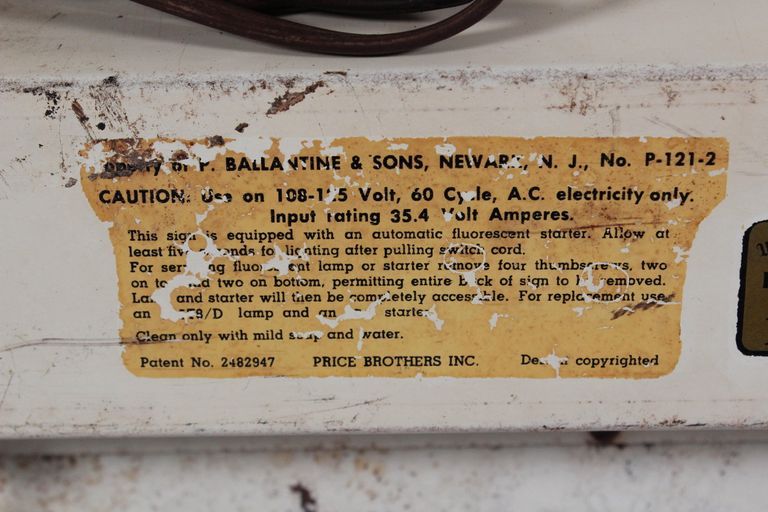 P. BALLANTINE & SONS, NEWARK, N. J., No. P-121-2
CAUTION: Use on 108-125 Volt, 60 Cycle, A.C. electricity only.
Input rating 35.4 Volt Amperes.
This sign is equipped with an automatic fluorescent starter. Allow at
least five seconds for lighting after pulling switch cord.
For servicing fluorescent lamp or starter remove four thumbscrews, two
on top and two on bottom, permitting entire back of sign to be removed.
Lamp and starter will then be completely accessible. For replacement use
an lamp and an starter.
Clean only with mild soap and water.
Patent No. 2482947 PRICE BROTHERS INC. Design copyrighted